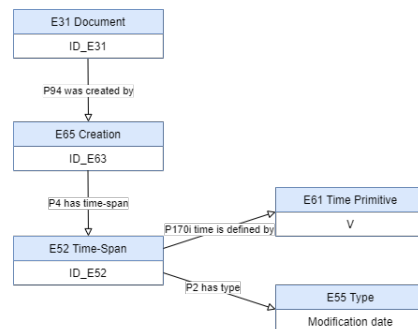 E31 Document
ID_E31
P94 was created by
E65 Creation
ID_E63
P4 has time-span
E61 Time Primitive
V
P170i time is defined by
E52 Time-Span
ID_E52
P2 has type
E55 Type
Modification date